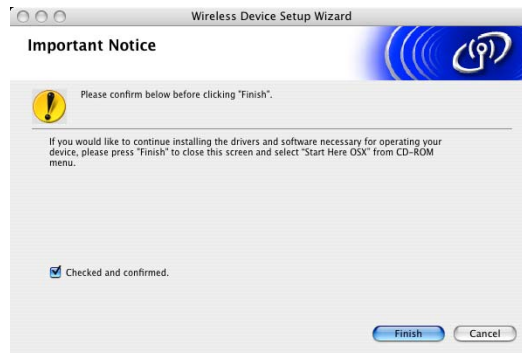 Wireless Device Setup Wizard
Important Notice
Please confirm below before clicking "Finish".
If you would like to continue installing the drivers and software necessary for operating your
device, please press "Finish" to close this screen and select "Start Here OSX" from CD-ROM
menu.
Checked and confirmed.
Finish
Cancel